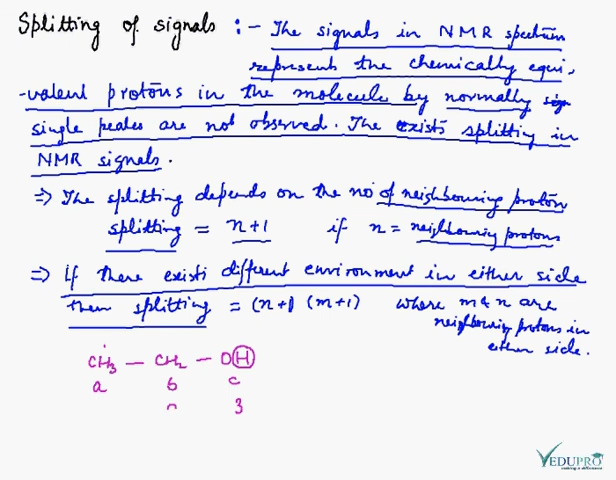 Splitting of signals :- The signals in NMR spectrum
represent the chemically equi,
-valent protons in the molecule by normally sign
single peaks are not observed. The exists splitting in
NMR signals.
⇒ The splitting depends on the no of neighbouring proton
splitting = n+1 if n = neighbouring protons
⇒ if there exists different environment in either side
then splitting = (n+1) (m+1) where m & n are
neighbouring protons in
either side.
CH3 — CH2 — OH
a b c
3
VEDUPRO